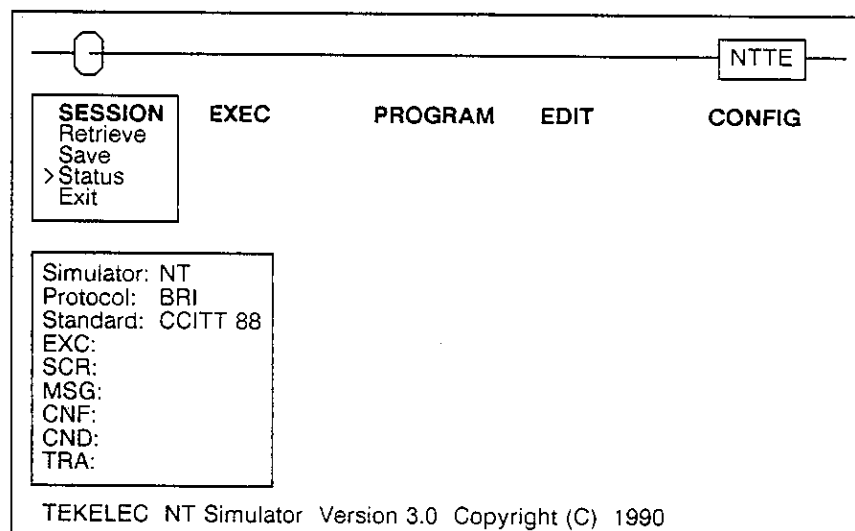 NTTE
SESSION EXEC PROGRAM EDIT CONFIG
Retrieve
Save
>Status
Exit
Simulator: NT
Protocol: BRI
Standard: CCITT 88
EXC:
SCR:
MSG:
CNF:
CND:
TRA:
TEKELEC NT Simulator Version 3.0 Copyright (C) 1990